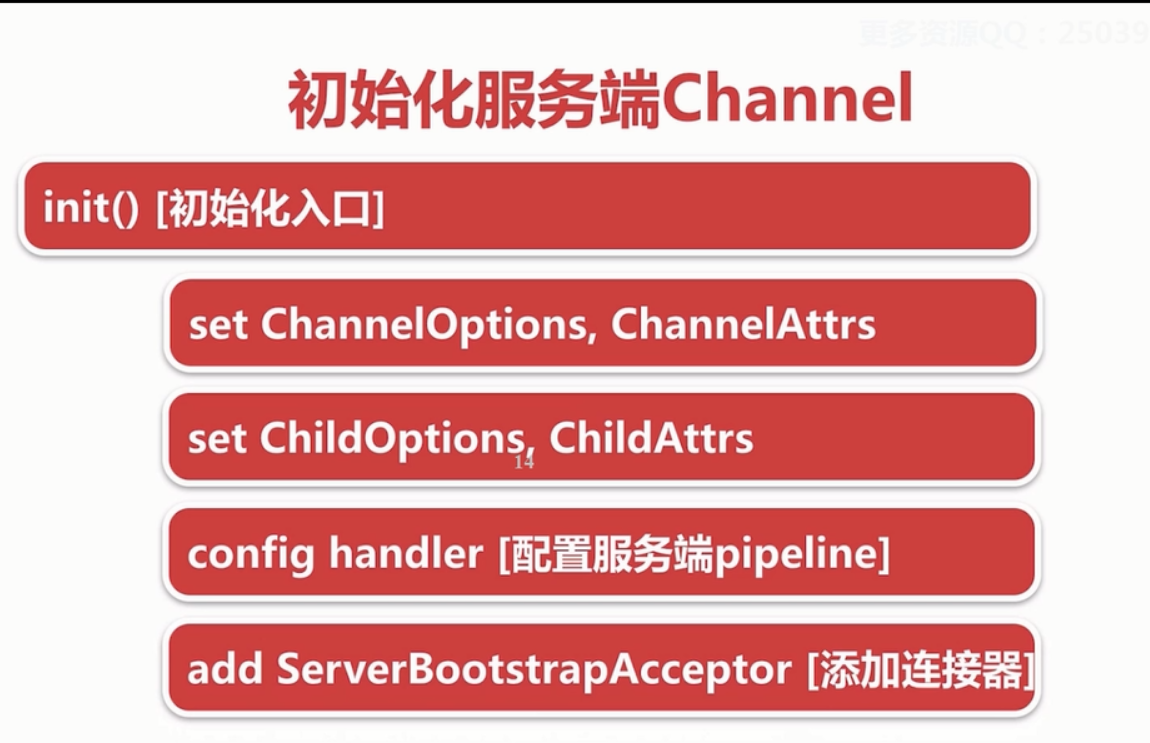 更多资源QQ：25039
初始化服务端Channel
init() [初始化入口]
set ChannelOptions, ChannelAttrs
set ChildOptions, ChildAttrs
14
config handler [配置服务端pipeline]
add ServerBootstrapAcceptor [添加连接器]